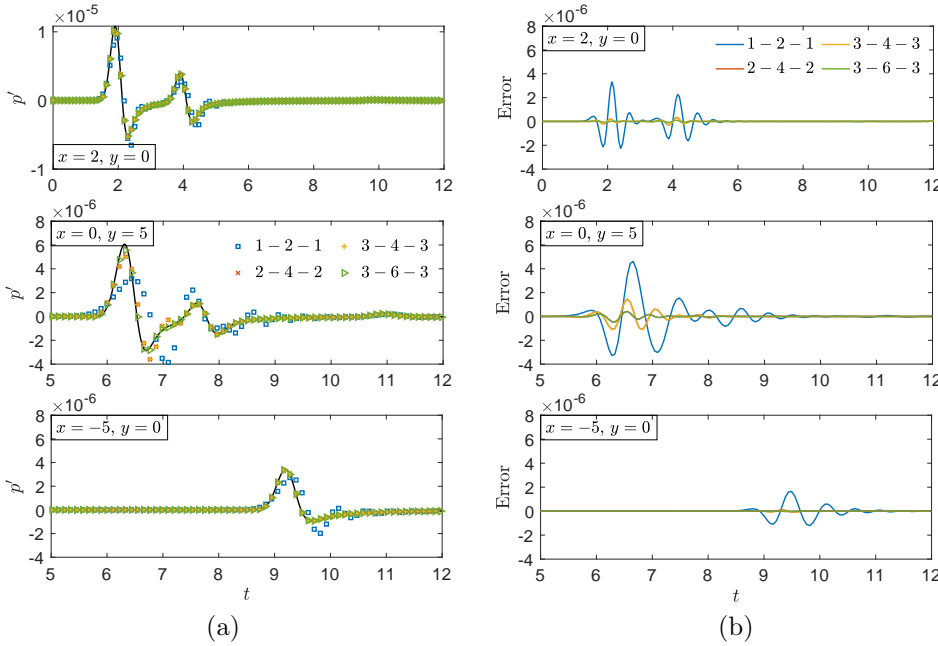 ×10⁻⁵
1
0
-1
p′
x = 2, y = 0
0 2 4 6 8 10 12
×10⁻⁶
8
6
4
2
0
-2
-4
p′
x = 0, y = 5
1 − 2 − 1
2 − 4 − 2
3 − 4 − 3
3 − 6 − 3
5 6 7 8 9 10 11 12
×10⁻⁶
8
6
4
2
0
-2
-4
p′
x = −5, y = 0
5 6 7 8 9 10 11 12
t
(a)
×10⁻⁶
8
6
4
2
0
-2
-4
Error
x = 2, y = 0
1 − 2 − 1
2 − 4 − 2
3 − 4 − 3
3 − 6 − 3
0 2 4 6 8 10 12
×10⁻⁶
8
6
4
2
0
-2
-4
Error
x = 0, y = 5
5 6 7 8 9 10 11 12
×10⁻⁶
8
6
4
2
0
-2
-4
Error
x = −5, y = 0
5 6 7 8 9 10 11 12
t
(b)